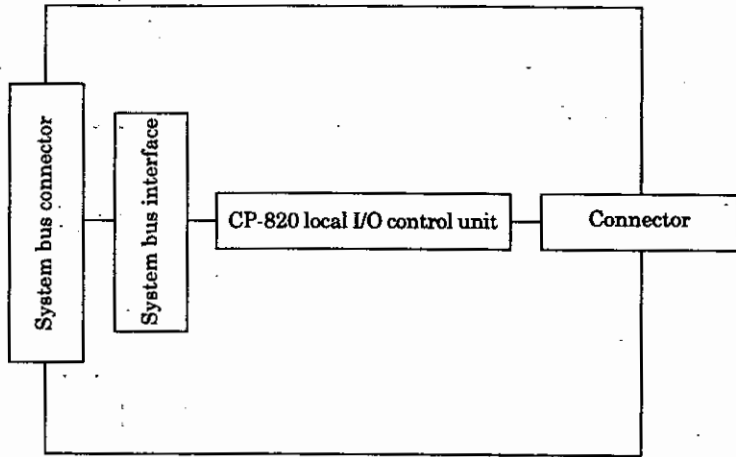 System bus connector
System bus interface
CP-820 local I/O control unit
Connector